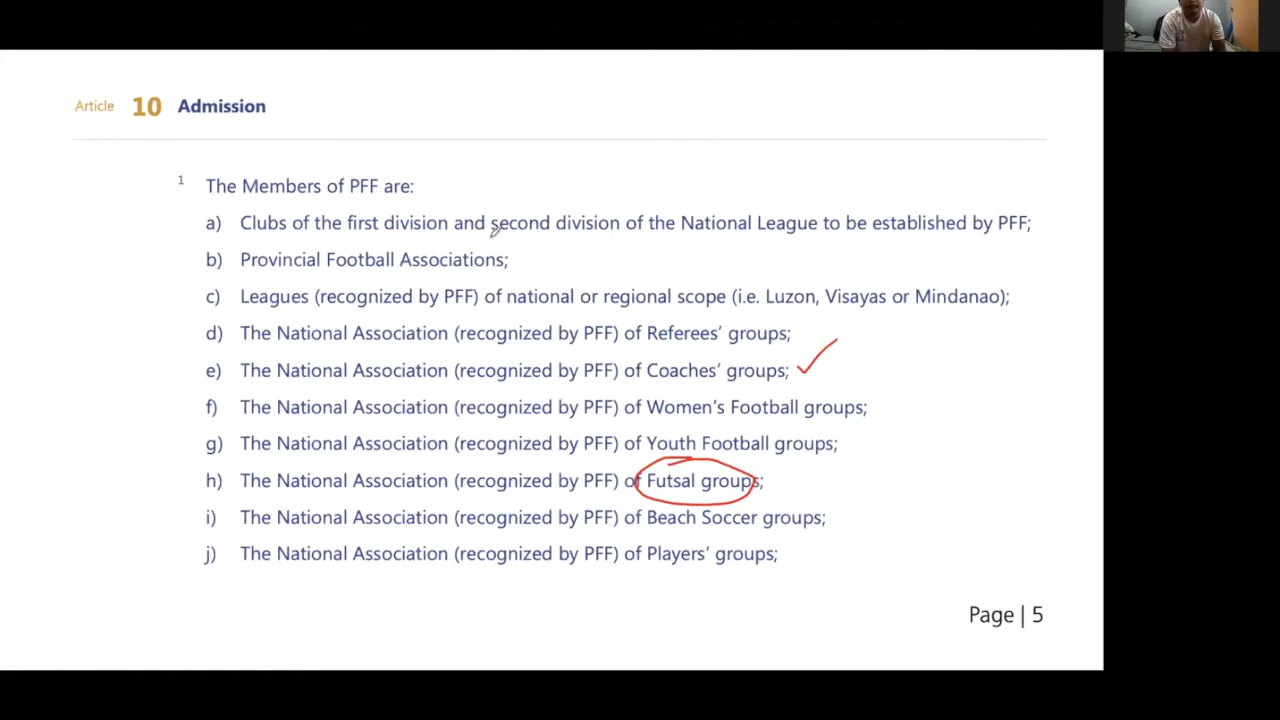 Article 10 Admission
1 The Members of PFF are:
a) Clubs of the first division and second division of the National League to be established by PFF;
b) Provincial Football Associations;
c) Leagues (recognized by PFF) of national or regional scope (i.e. Luzon, Visayas or Mindanao);
d) The National Association (recognized by PFF) of Referees’ groups;
e) The National Association (recognized by PFF) of Coaches’ groups;
f) The National Association (recognized by PFF) of Women’s Football groups;
g) The National Association (recognized by PFF) of Youth Football groups;
h) The National Association (recognized by PFF) of Futsal groups;
i) The National Association (recognized by PFF) of Beach Soccer groups;
j) The National Association (recognized by PFF) of Players’ groups;
Page | 5